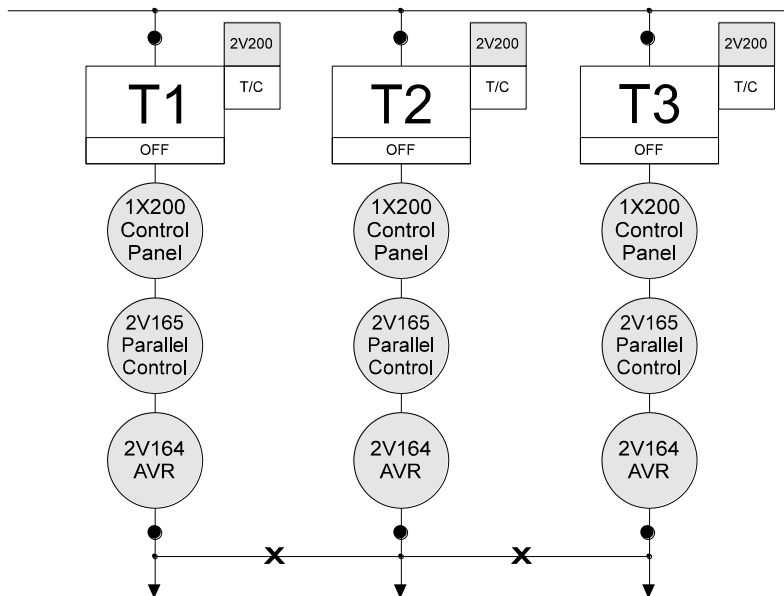 2V200
T/C
T1
OFF
1X200
Control
Panel
2V165
Parallel
Control
2V164
AVR
2V200
T/C
T2
OFF
1X200
Control
Panel
2V165
Parallel
Control
2V164
AVR
2V200
T/C
T3
OFF
1X200
Control
Panel
2V165
Parallel
Control
2V164
AVR
X
X